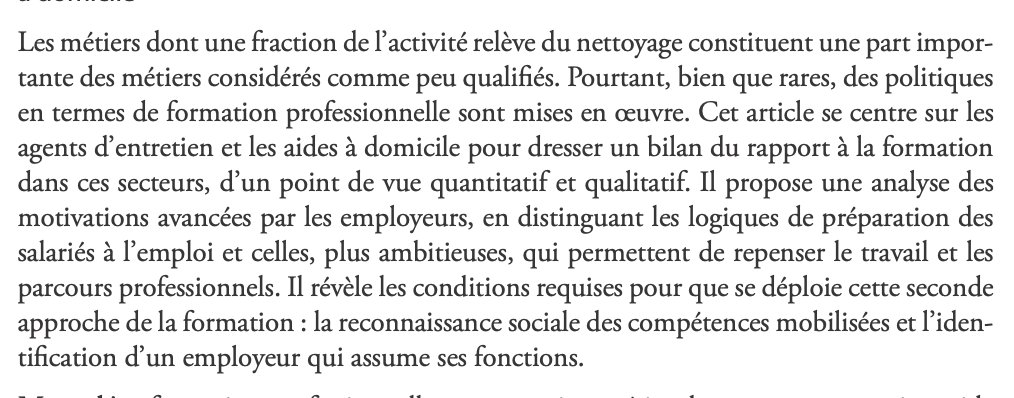 à domicile
Les métiers dont une fraction de l’activité relève du nettoyage constituent une part impor-
tante des métiers considérés comme peu qualifiés. Pourtant, bien que rares, des politiques
en termes de formation professionnelle sont mises en œuvre. Cet article se centre sur les
agents d’entretien et les aides à domicile pour dresser un bilan du rapport à la formation
dans ces secteurs, d’un point de vue quantitatif et qualitatif. Il propose une analyse des
motivations avancées par les employeurs, en distinguant les logiques de préparation des
salariés à l’emploi et celles, plus ambitieuses, qui permettent de repenser le travail et les
parcours professionnels. Il révèle les conditions requises pour que se déploie cette seconde
approche de la formation : la reconnaissance sociale des compétences mobilisées et l’iden-
tification d’un employeur qui assume ses fonctions.